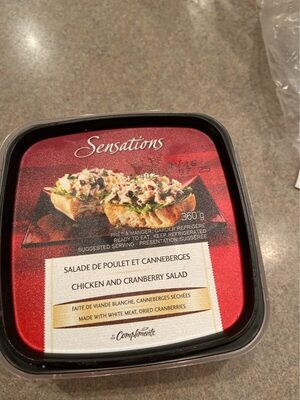 Sensations
360 g
PRÊT À MANGER, GARDER RÉFRIGÉRÉ
READY TO EAT, KEEP REFRIGERATED
SUGGESTED SERVING · PRÉSENTATION SUGGÉRÉE
SALADE DE POULET ET CANNEBERGES
CHICKEN AND CRANBERRY SALAD
FAITE DE VIANDE BLANCHE, CANNEBERGES SÉCHÉES
MADE WITH WHITE MEAT, DRIED CRANBERRIES
Compliments